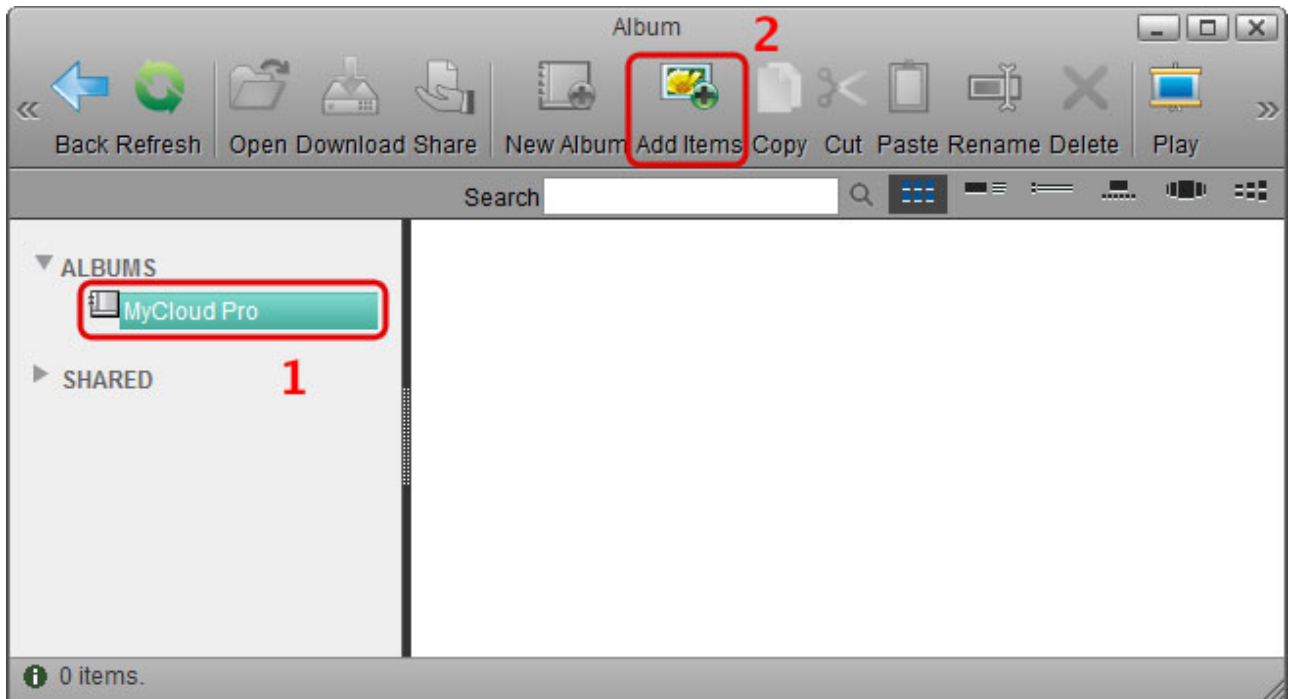 Album
2
Back Refresh Open Download Share New Album Add Items Copy Cut Paste Rename Delete Play
Search
ALBUMS
MyCloud Pro
SHARED
1
0 items.